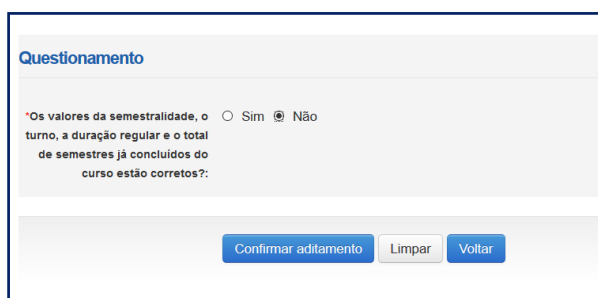 Questionamento
*Os valores da semestralidade, o
turno, a duração regular e o total
de semestres já concluídos do
curso estão corretos?:
Sim Não
Confirmar aditamento Limpar Voltar